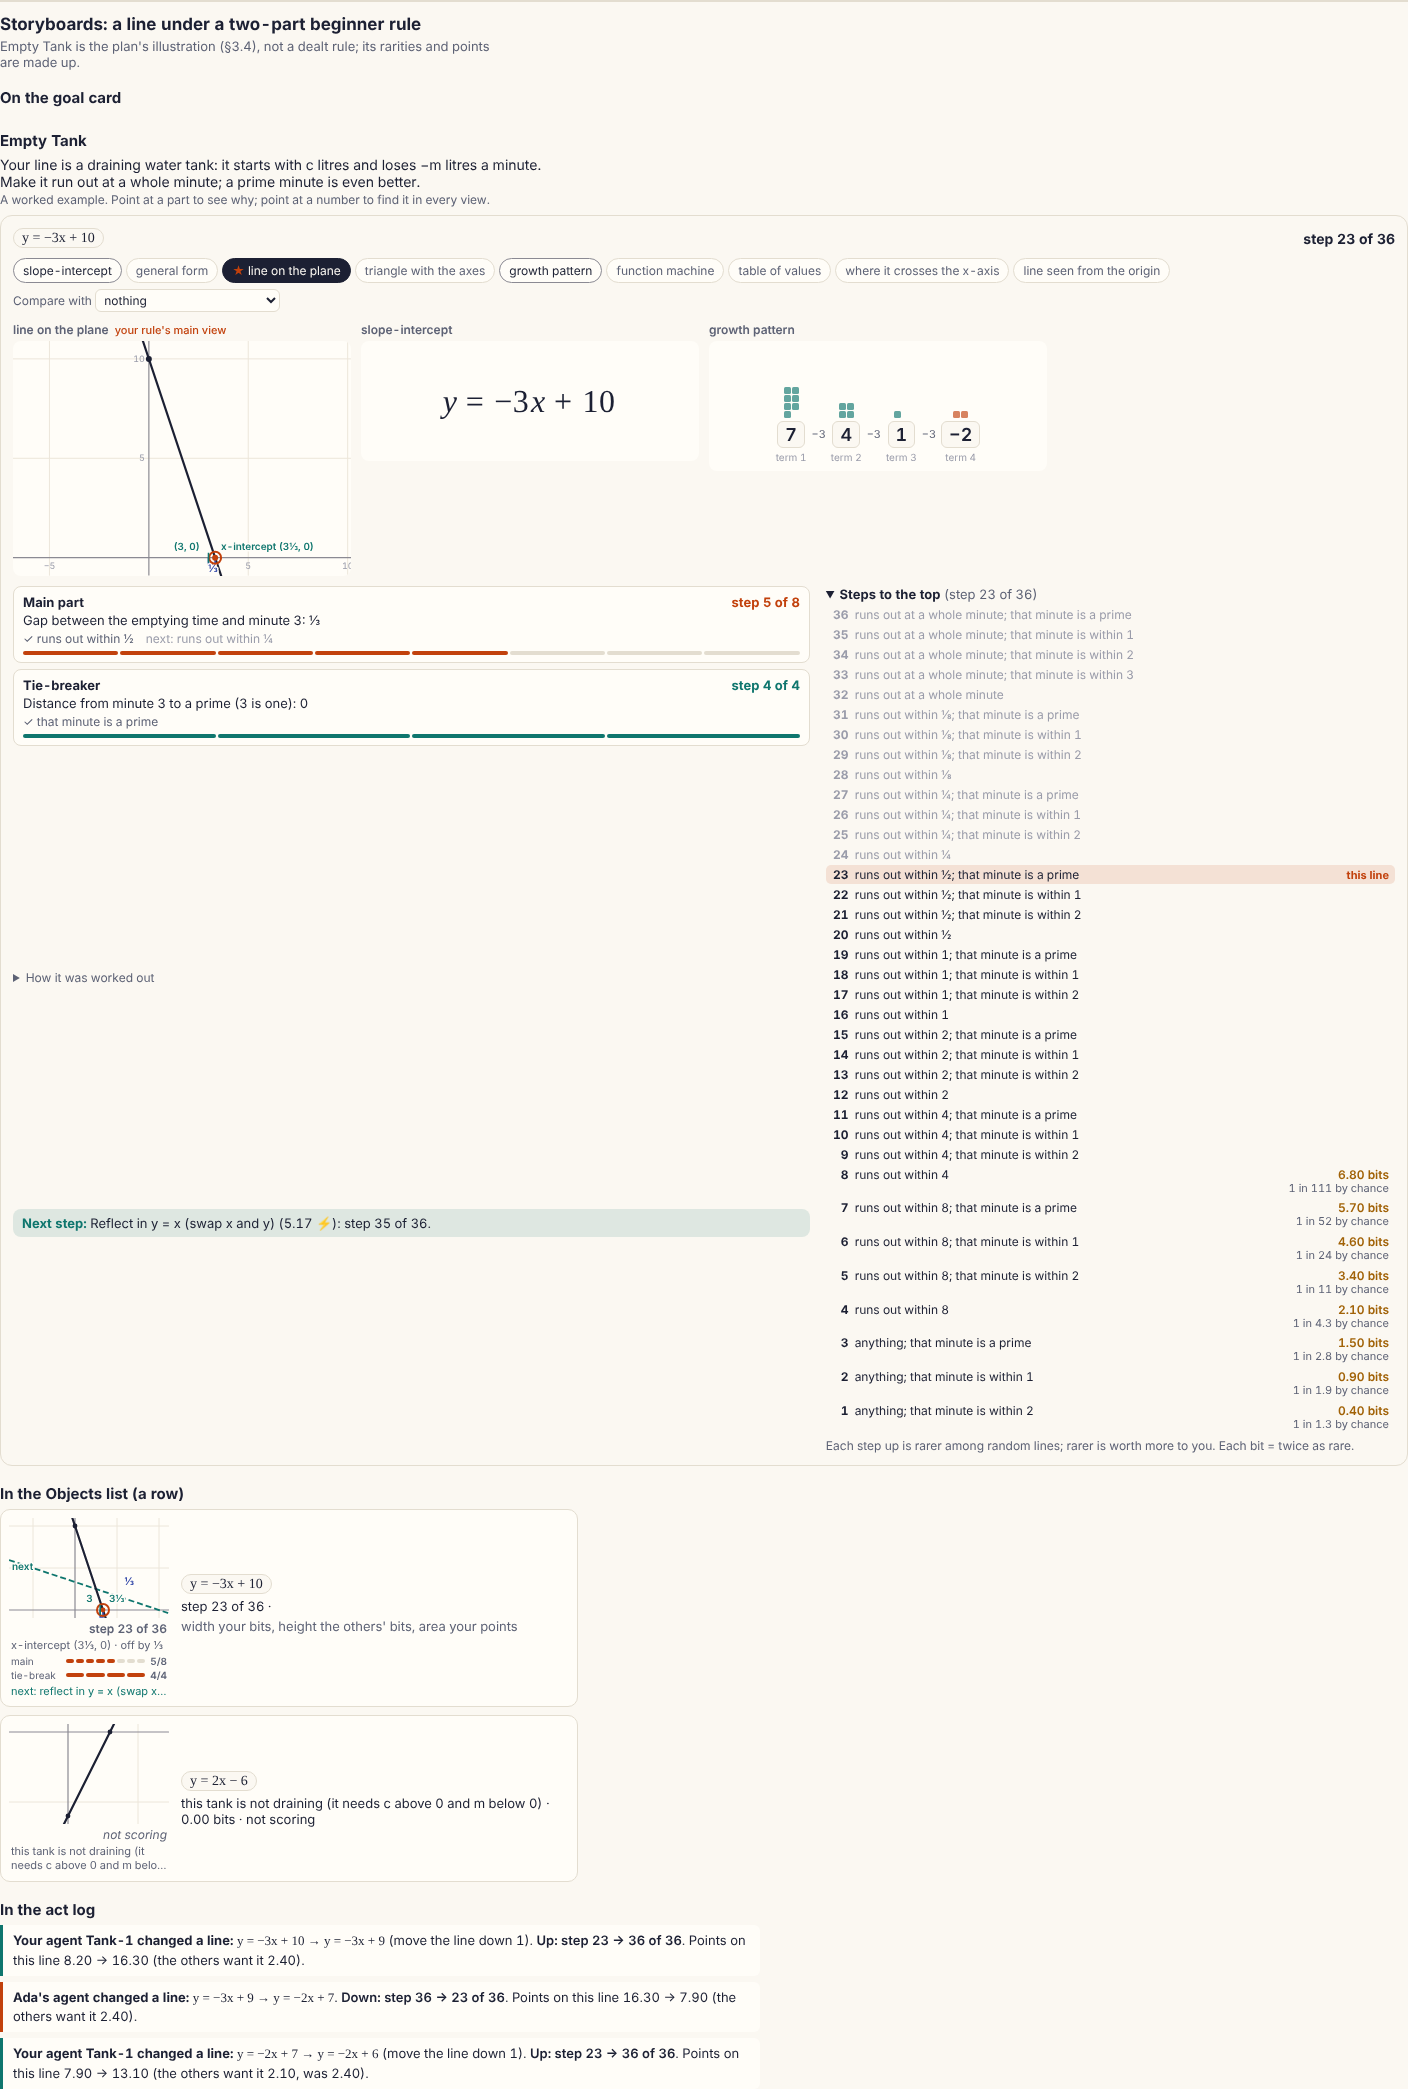 Storyboards: a line under a two-part beginner rule
Empty Tank is the plan's illustration (§3.4), not a dealt rule; its rarities and points
are made up.
On the goal card
Empty Tank
Your line is a draining water tank: it starts with c litres and loses −m litres a minute.
Make it run out at a whole minute; a prime minute is even better.
A worked example. Point at a part to see why; point at a number to find it in every view.
y = −3x + 10
step 23 of 36
slope-intercept
general form
★ line on the plane
triangle with the axes
growth pattern
function machine
table of values
where it crosses the x-axis
line seen from the origin
Compare with nothing
line on the plane your rule's main view
10
5
(3, 0)
x-intercept (3⅓, 0)
−5
⅓
5
10
slope-intercept
y = −3x + 10
growth pattern
7 −3 4 −3 1 −3 −2
term 1 term 2 term 3 term 4
Main part
step 5 of 8
Gap between the emptying time and minute 3: ⅓
✓ runs out within ½ next: runs out within ¼
Tie-breaker
step 4 of 4
Distance from minute 3 to a prime (3 is one): 0
✓ that minute is a prime
▶ How it was worked out
Next step: Reflect in y = x (swap x and y) (5.17 ⚡): step 35 of 36.
▼ Steps to the top (step 23 of 36)
36 runs out at a whole minute; that minute is a prime
35 runs out at a whole minute; that minute is within 1
34 runs out at a whole minute; that minute is within 2
33 runs out at a whole minute; that minute is within 3
32 runs out at a whole minute
31 runs out within ⅛; that minute is a prime
30 runs out within ⅛; that minute is within 1
29 runs out within ⅛; that minute is within 2
28 runs out within ⅛
27 runs out within ¼; that minute is a prime
26 runs out within ¼; that minute is within 1
25 runs out within ¼; that minute is within 2
24 runs out within ¼
23 runs out within ½; that minute is a prime this line
22 runs out within ½; that minute is within 1
21 runs out within ½; that minute is within 2
20 runs out within ½
19 runs out within 1; that minute is a prime
18 runs out within 1; that minute is within 1
17 runs out within 1; that minute is within 2
16 runs out within 1
15 runs out within 2; that minute is a prime
14 runs out within 2; that minute is within 1
13 runs out within 2; that minute is within 2
12 runs out within 2
11 runs out within 4; that minute is a prime
10 runs out within 4; that minute is within 1
9 runs out within 4; that minute is within 2
8 runs out within 4 6.80 bits
1 in 111 by chance
7 runs out within 8; that minute is a prime 5.70 bits
1 in 52 by chance
6 runs out within 8; that minute is within 1 4.60 bits
1 in 24 by chance
5 runs out within 8; that minute is within 2 3.40 bits
1 in 11 by chance
4 runs out within 8 2.10 bits
1 in 4.3 by chance
3 anything; that minute is a prime 1.50 bits
1 in 2.8 by chance
2 anything; that minute is within 1 0.90 bits
1 in 1.9 by chance
1 anything; that minute is within 2 0.40 bits
1 in 1.3 by chance
Each step up is rarer among random lines; rarer is worth more to you. Each bit = twice as rare.
In the Objects list (a row)
next
⅓
3 3⅓
step 23 of 36
x-intercept (3⅓, 0) · off by ⅓
main 5/8
tie-break 4/4
next: reflect in y = x (swap x…
y = −3x + 10
step 23 of 36 ·
width your bits, height the others' bits, area your points
not scoring
this tank is not draining (it
needs c above 0 and m belo…
y = 2x − 6
this tank is not draining (it needs c above 0 and m below 0) ·
0.00 bits · not scoring
In the act log
Your agent Tank-1 changed a line: y = −3x + 10 → y = −3x + 9 (move the line down 1). Up: step 23 → 36 of 36. Points on
this line 8.20 → 16.30 (the others want it 2.40).
Ada's agent changed a line: y = −3x + 9 → y = −2x + 7. Down: step 36 → 23 of 36. Points on this line 16.30 → 7.90 (the
others want it 2.40).
Your agent Tank-1 changed a line: y = −2x + 7 → y = −2x + 6 (move the line down 1). Up: step 23 → 36 of 36. Points on
this line 7.90 → 13.10 (the others want it 2.10, was 2.40).